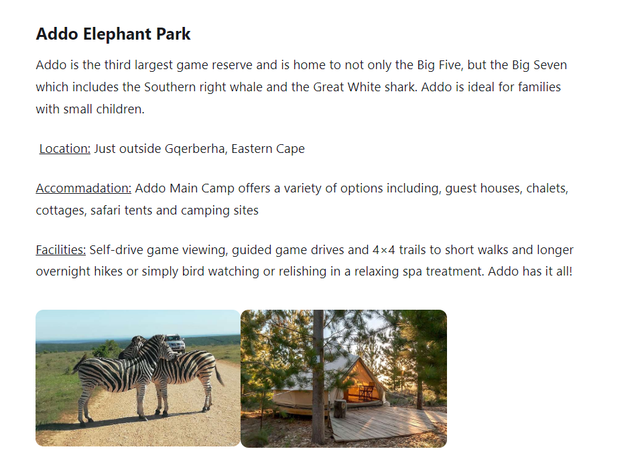 Addo Elephant Park
Addo is the third largest game reserve and is home to not only the Big Five, but the Big Seven
which includes the Southern right whale and the Great White shark. Addo is ideal for families
with small children.
Location: Just outside Gqerberha, Eastern Cape
Accommadation: Addo Main Camp offers a variety of options including, guest houses, chalets,
cottages, safari tents and camping sites
Facilities: Self-drive game viewing, guided game drives and 4×4 trails to short walks and longer
overnight hikes or simply bird watching or relishing in a relaxing spa treatment. Addo has it all!